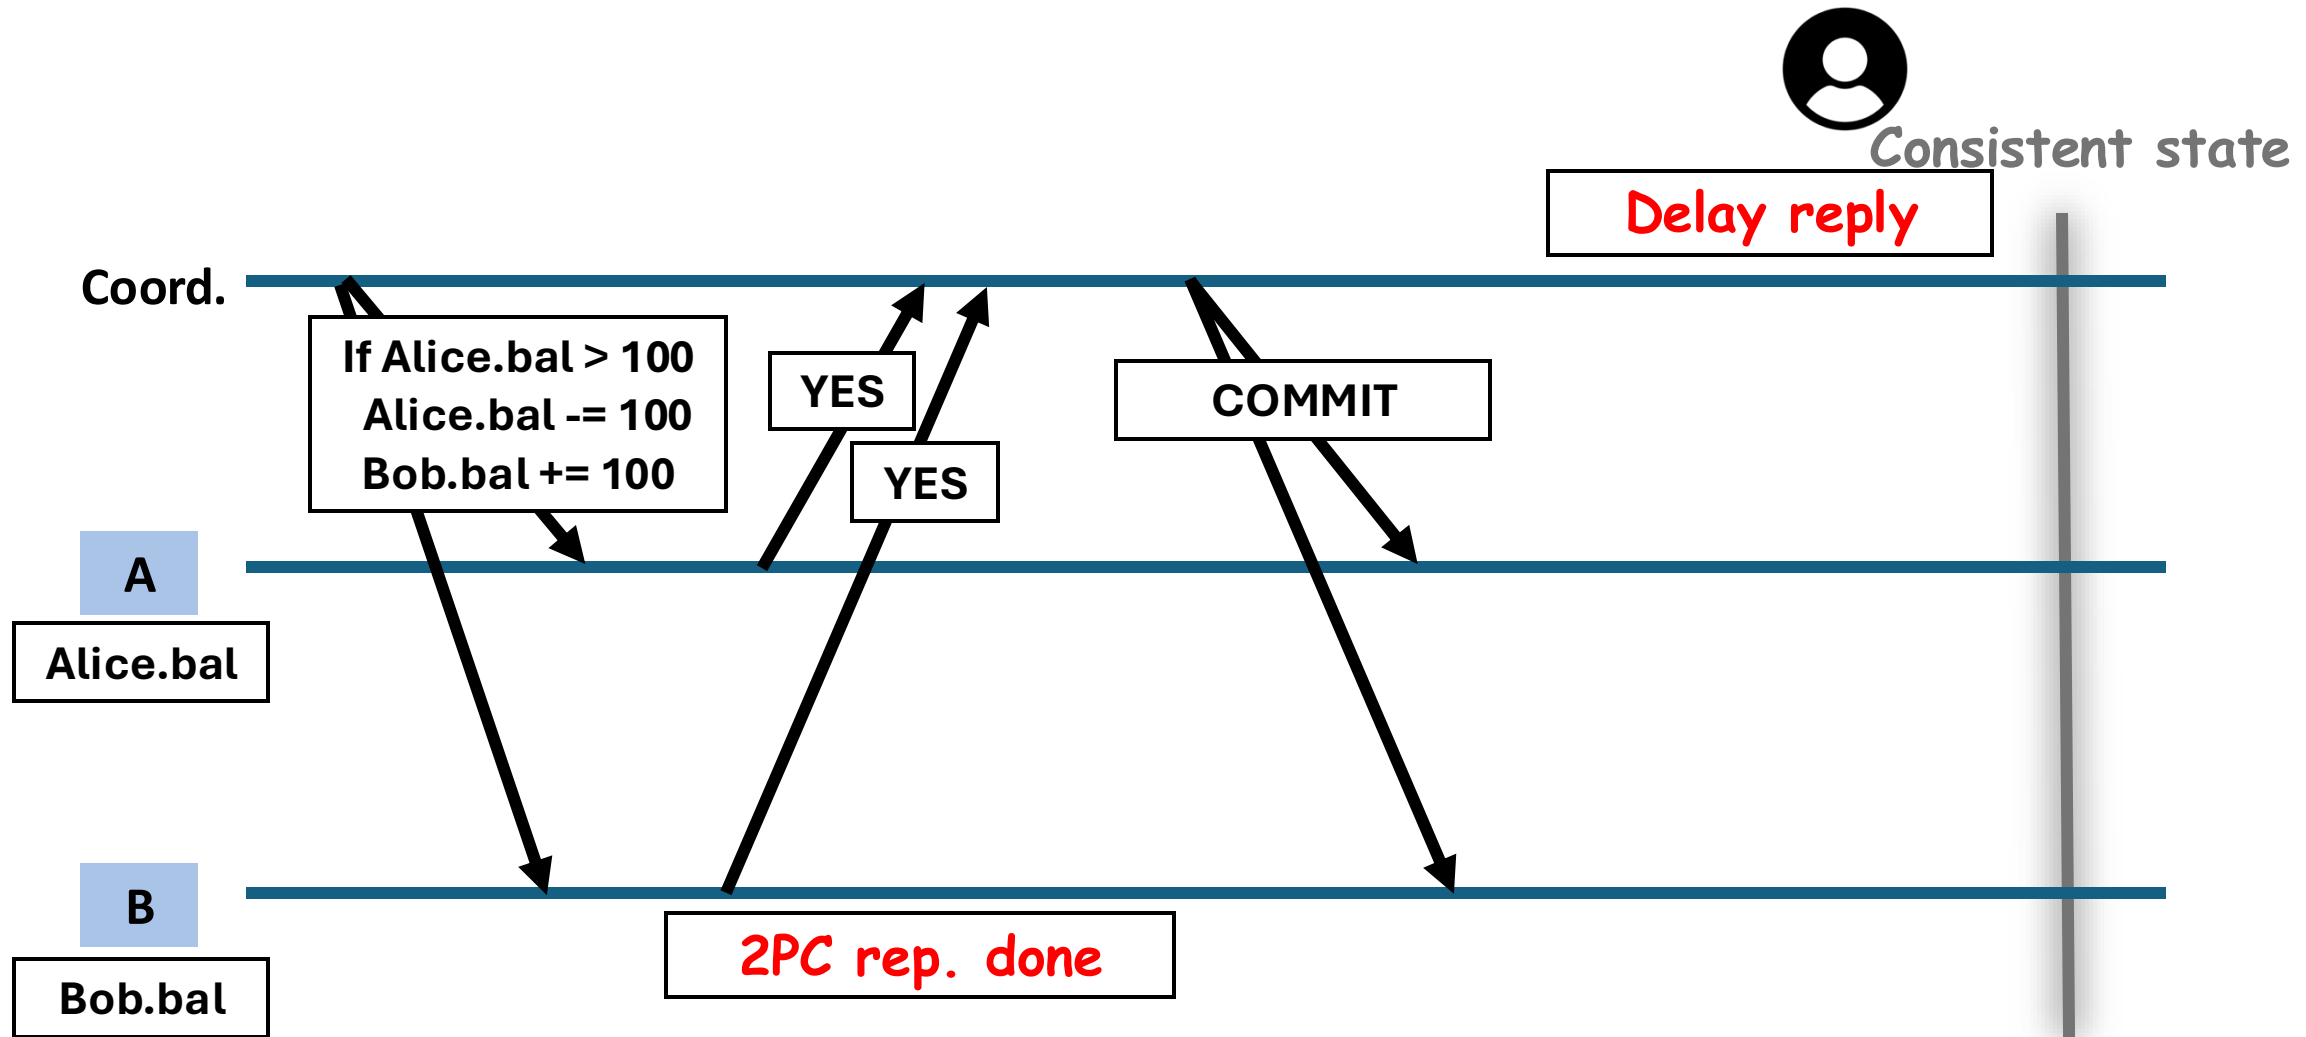 Consistent state
Delay reply
Coord.
If Alice.bal > 100
Alice.bal -= 100
Bob.bal += 100
YES
YES
COMMIT
A
Alice.bal
B
2PC rep. done
Bob.bal